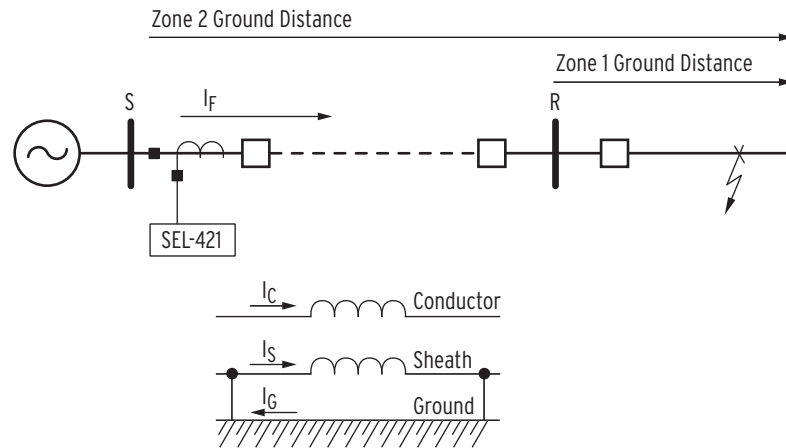 Zone 2 Ground Distance
Zone 1 Ground Distance
S
I_F
R
SEL-421
I_C
Conductor
I_S
Sheath
I_G
Ground